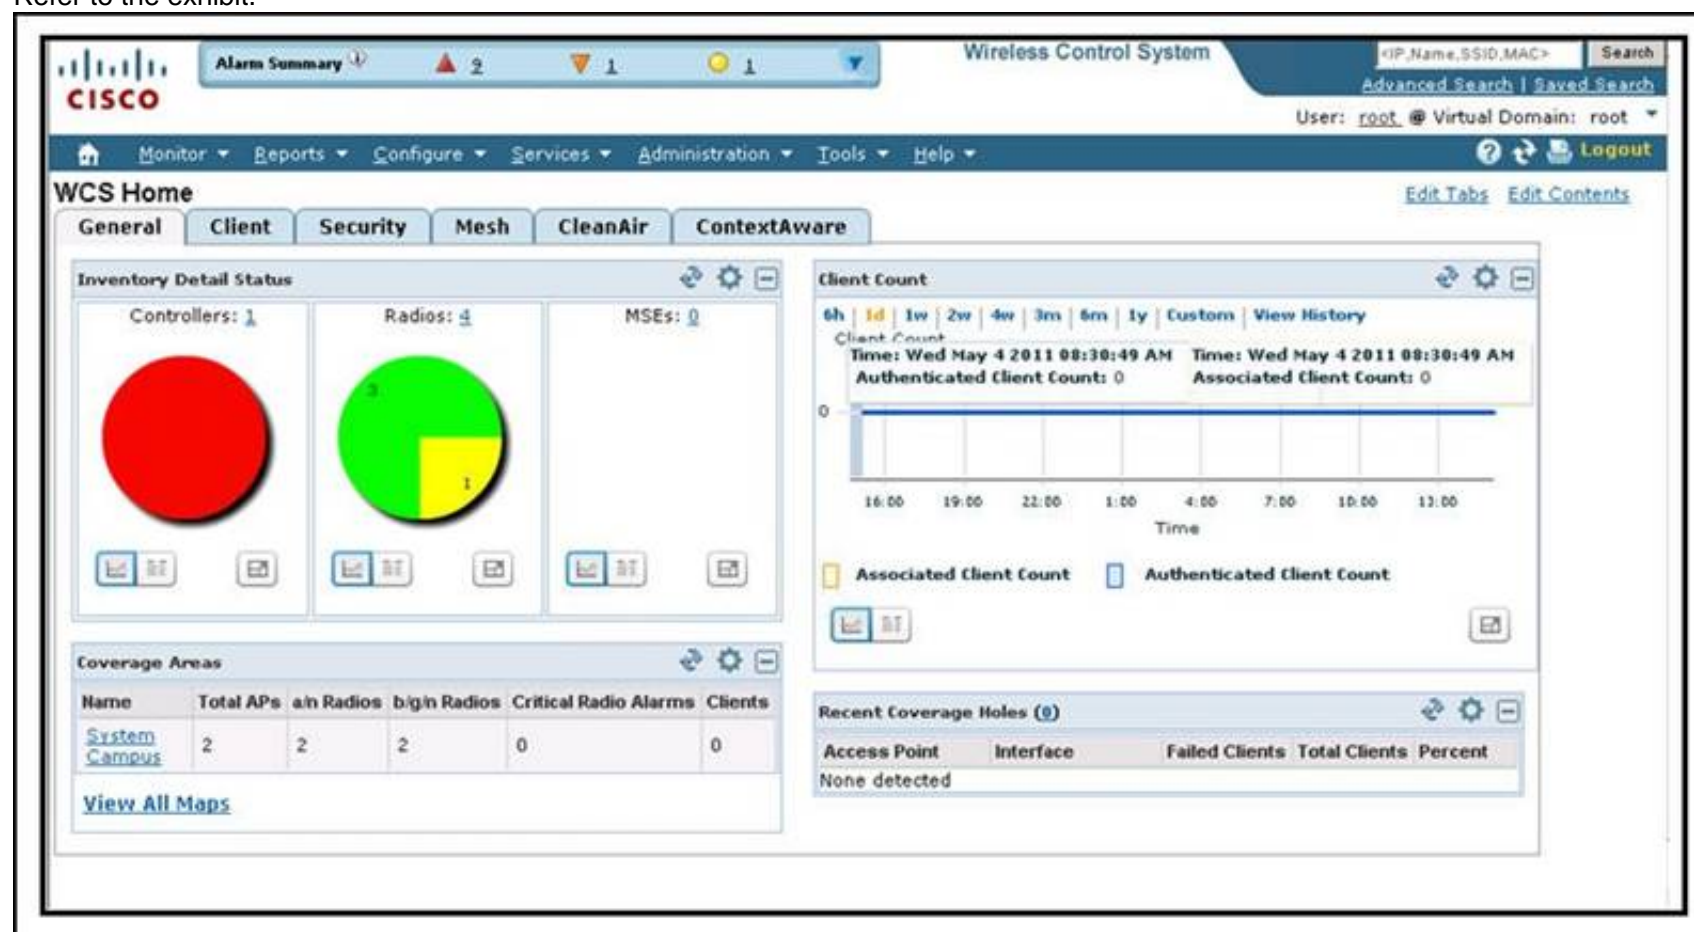 Refer to the exhibit.
Alarm Summary 2 1 1
Wireless Control System
<IP,Name,SSID,MAC> Search
CISCO
Advanced Search | Saved Search
User: root @ Virtual Domain: root
Monitor Reports Configure Services Administration Tools Help Logout
WCS Home
Edit Tabs Edit Contents
General Client Security Mesh CleanAir ContextAware
Inventory Detail Status
Controllers: 1 Radios: 4 MSEs: 0
3
1
Client Count
6h | 1d | 1w | 2w | 4w | 3m | 6m | 1y | Custom | View History
Client Count
Time: Wed May 4 2011 08:30:49 AM Time: Wed May 4 2011 08:30:49 AM
Authenticated Client Count: 0 Associated Client Count: 0
0
16:00 19:00 22:00 1:00 4:00 7:00 10:00 13:00
Time
Associated Client Count Authenticated Client Count
Coverage Areas
Name Total APs a/n Radios b/g/n Radios Critical Radio Alarms Clients
System Campus 2 2 2 0 0
View All Maps
Recent Coverage Holes (0)
Access Point Interface Failed Clients Total Clients Percent
None detected